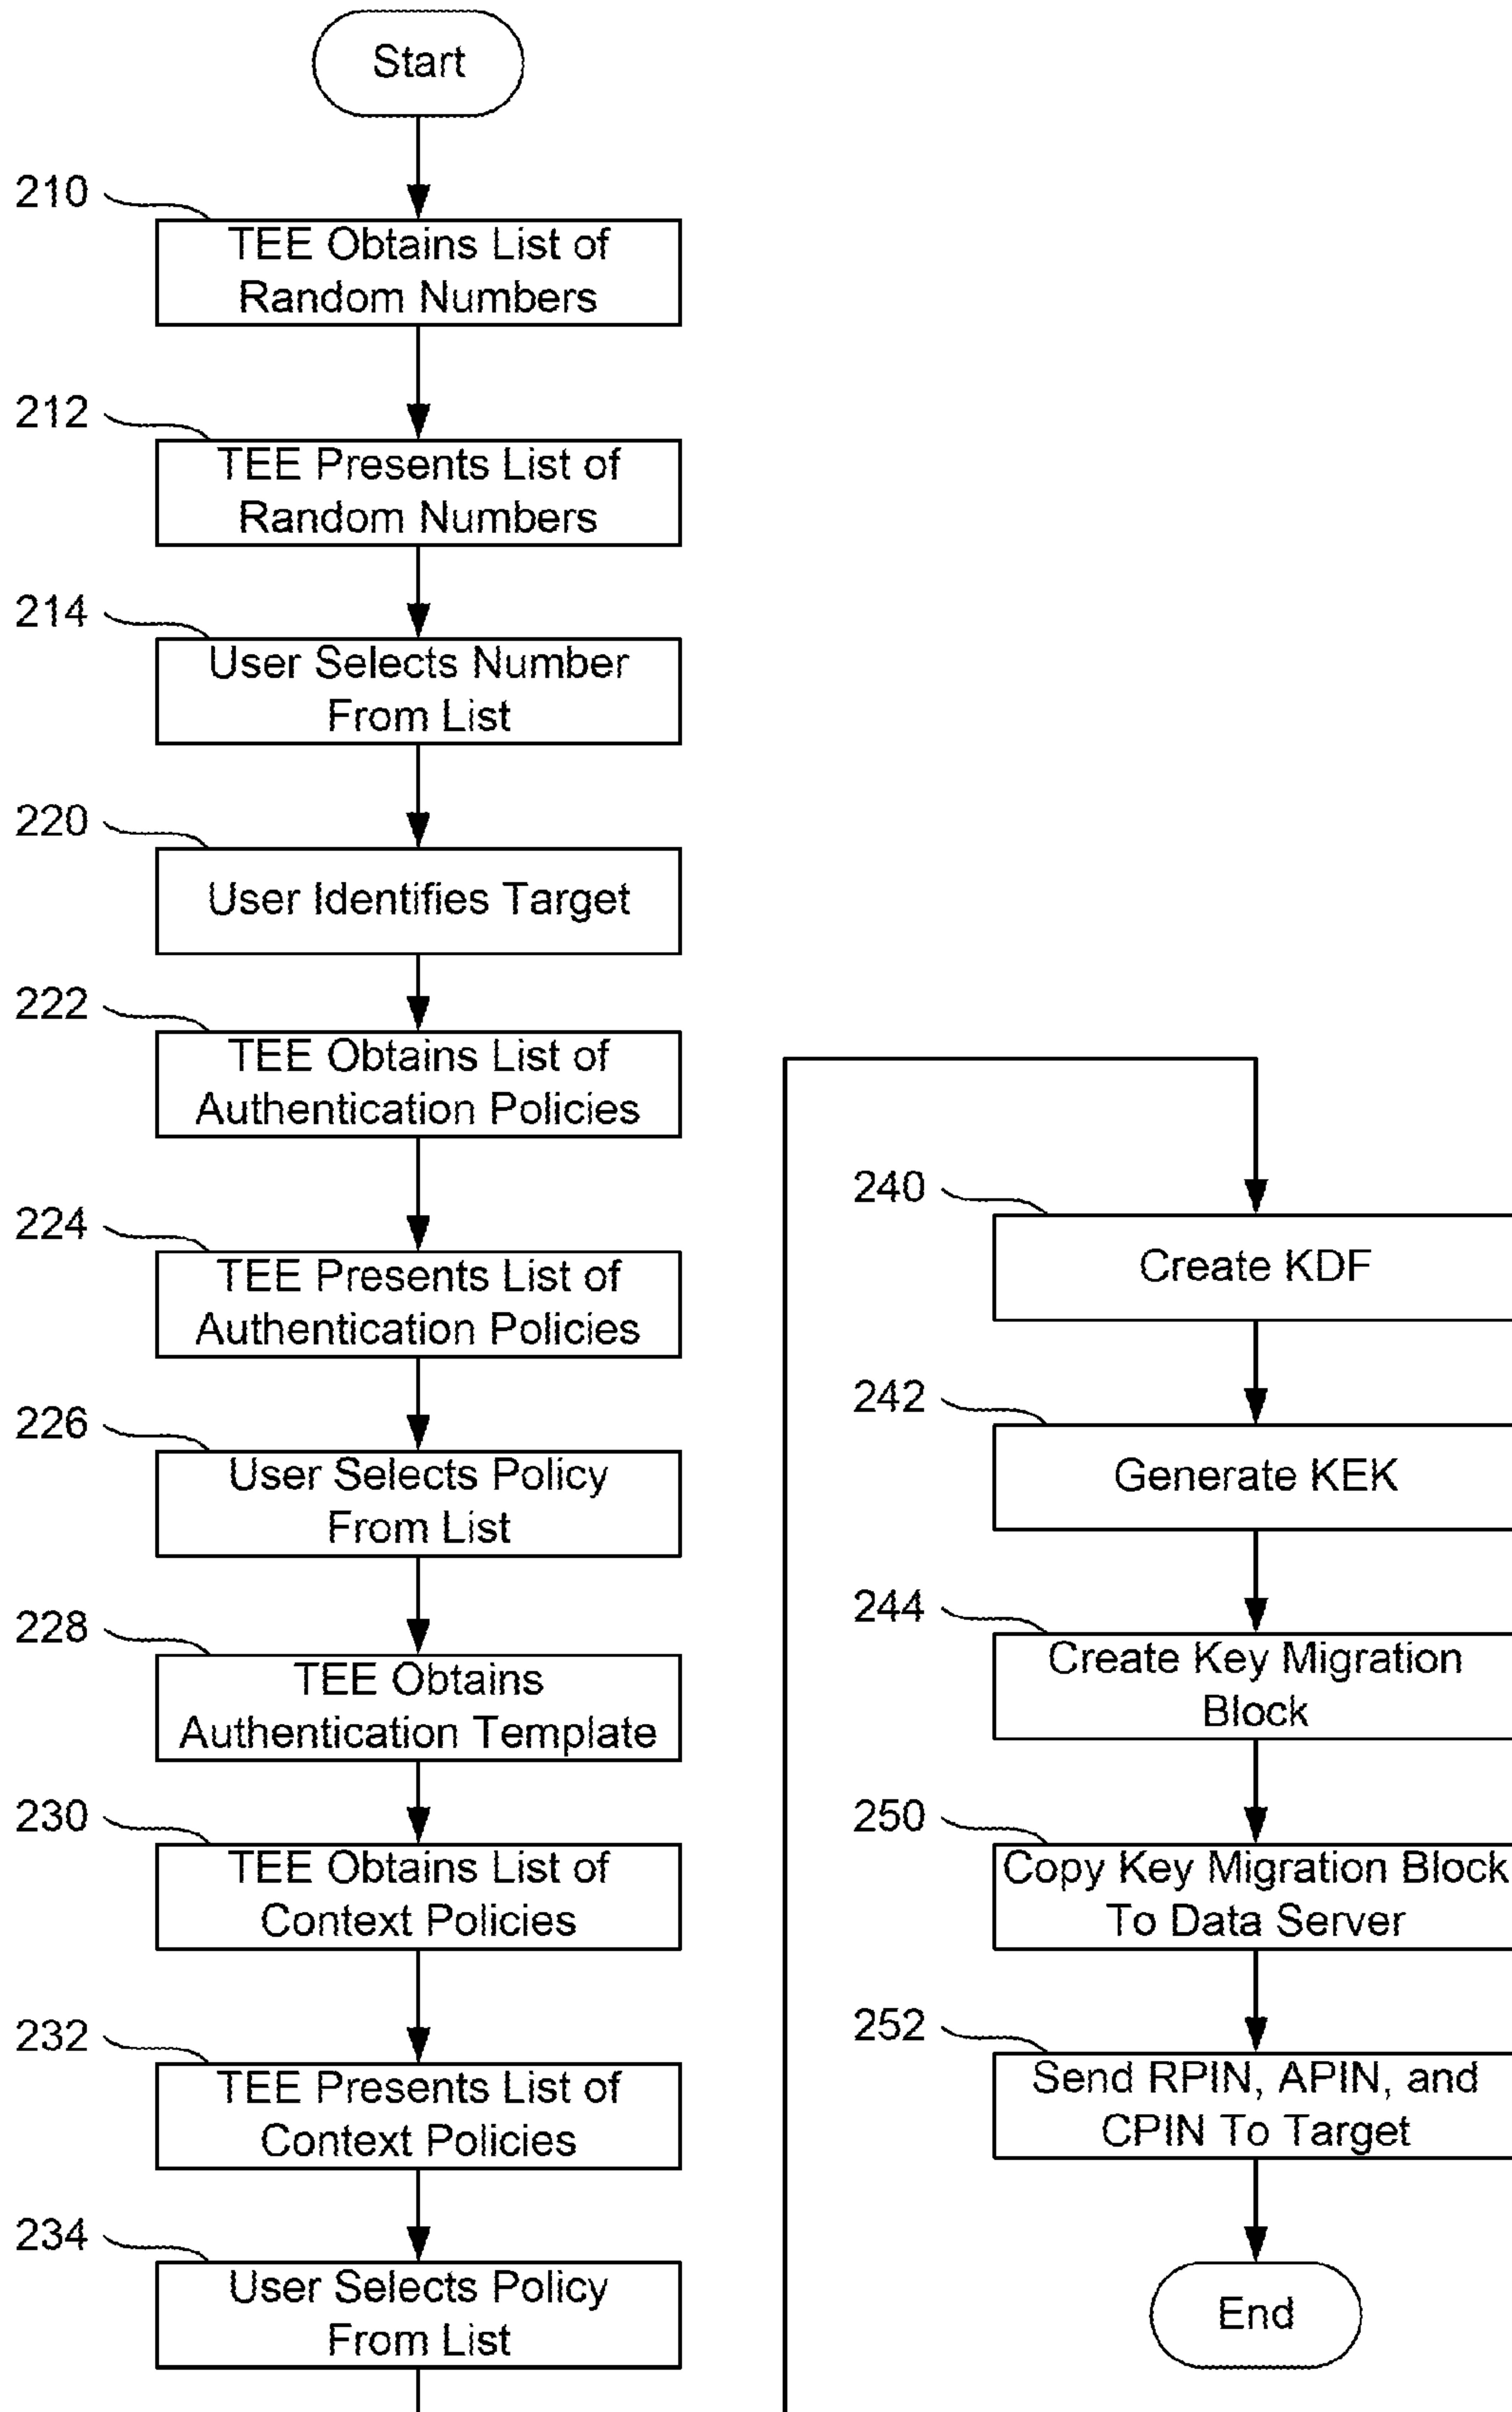 Start
210
TEE Obtains List of
Random Numbers
212
TEE Presents List of
Random Numbers
214
User Selects Number
From List
220
User Identifies Target
222
TEE Obtains List of
Authentication Policies
224
TEE Presents List of
Authentication Policies
226
User Selects Policy
From List
228
TEE Obtains
Authentication Template
230
TEE Obtains List of
Context Policies
232
TEE Presents List of
Context Policies
234
User Selects Policy
From List
240
Create KDF
242
Generate KEK
244
Create Key Migration
Block
250
Copy Key Migration Block
To Data Server
252
Send RPIN, APIN, and
CPIN To Target
End